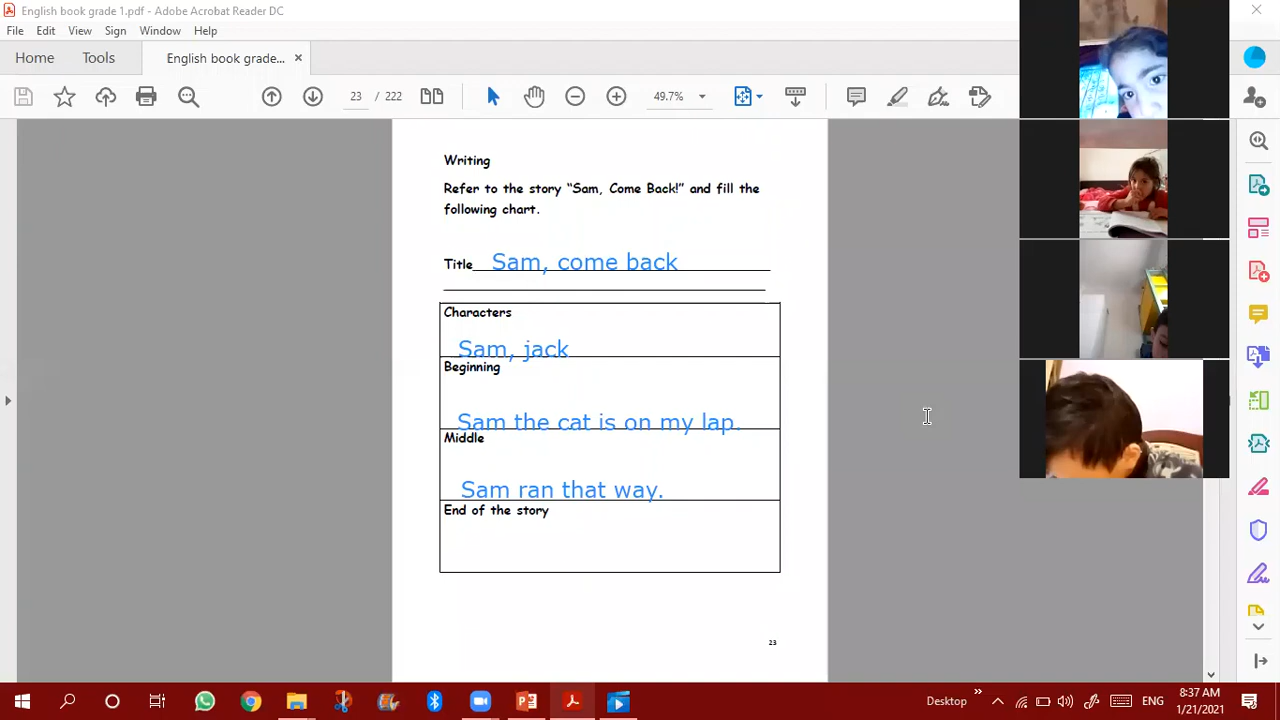 English book grade 1.pdf - Adobe Acrobat Reader DC
File Edit View Sign Window Help
Home Tools English book grade... ×
23 / 222 49.7%
Writing
Refer to the story “Sam, Come Back!” and fill the
following chart.
Title Sam, come back
Characters
Sam, jack
Beginning
Sam the cat is on my lap.
Middle
Sam ran that way.
End of the story
23
Desktop » ENG 8:37 AM
1/21/2021